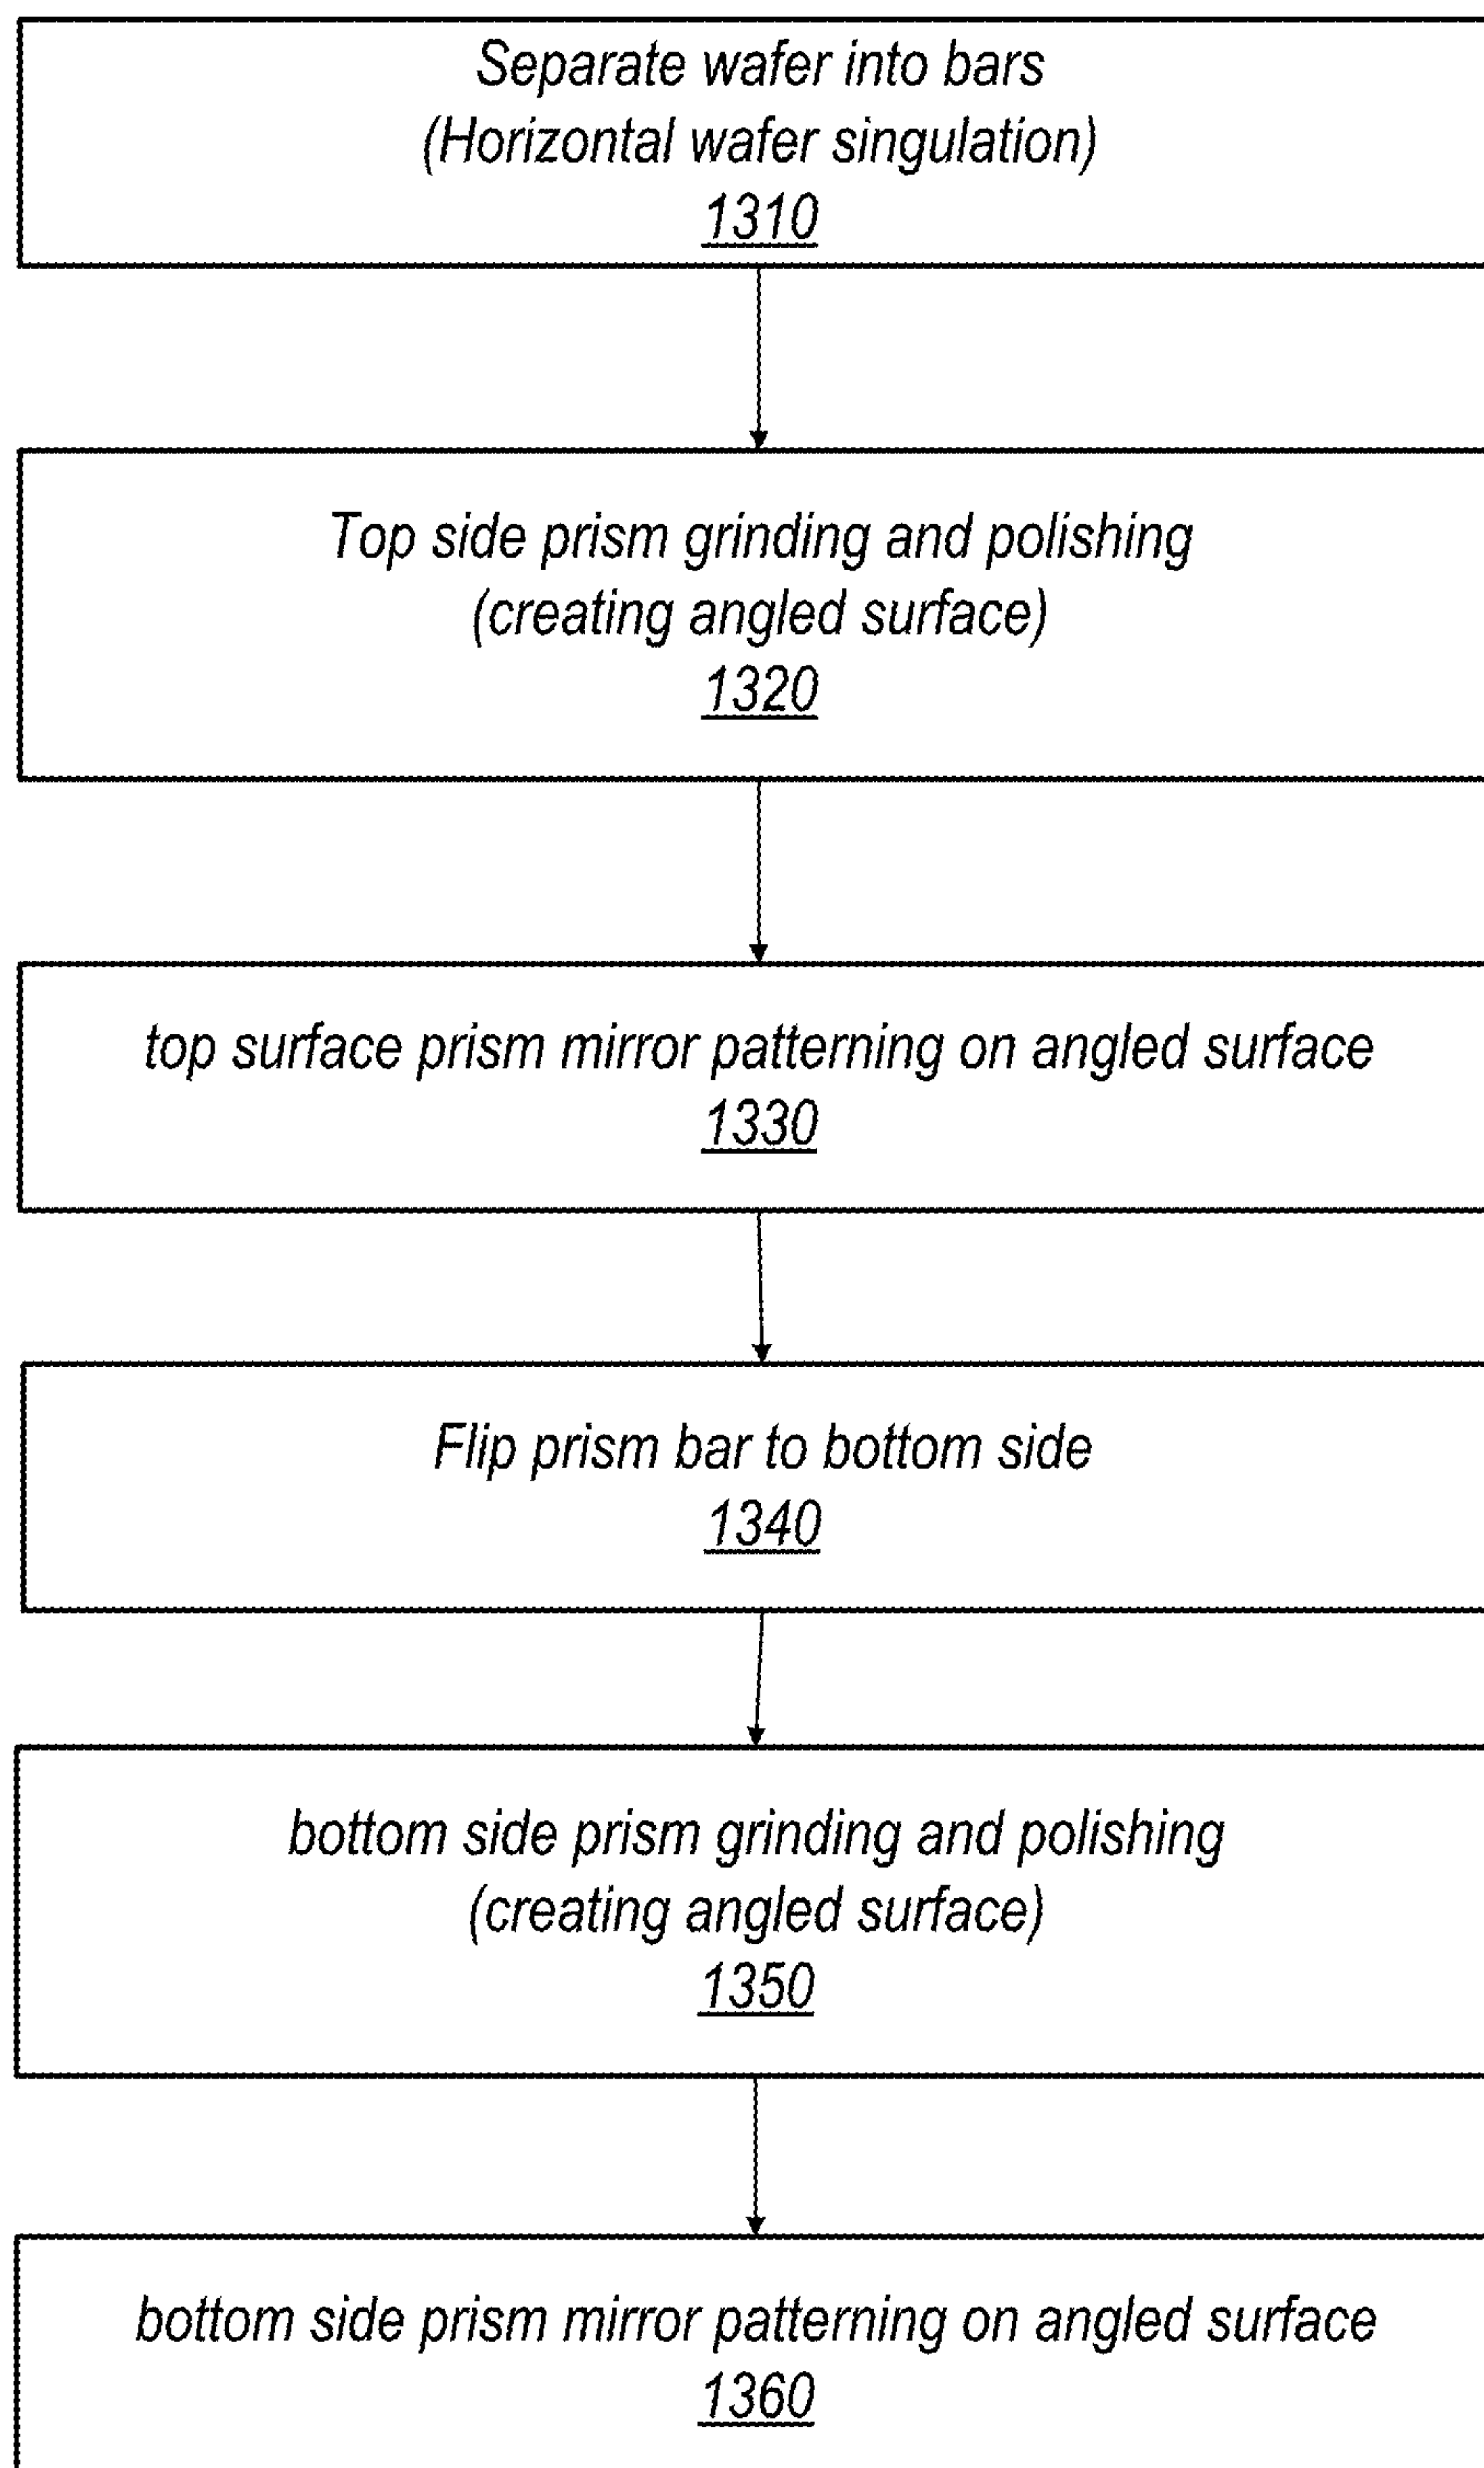 Separate wafer into bars
(Horizontal wafer singulation)
1310
Top side prism grinding and polishing
(creating angled surface)
1320
top surface prism mirror patterning on angled surface
1330
Flip prism bar to bottom side
1340
bottom side prism grinding and polishing
(creating angled surface)
1350
bottom side prism mirror patterning on angled surface
1360